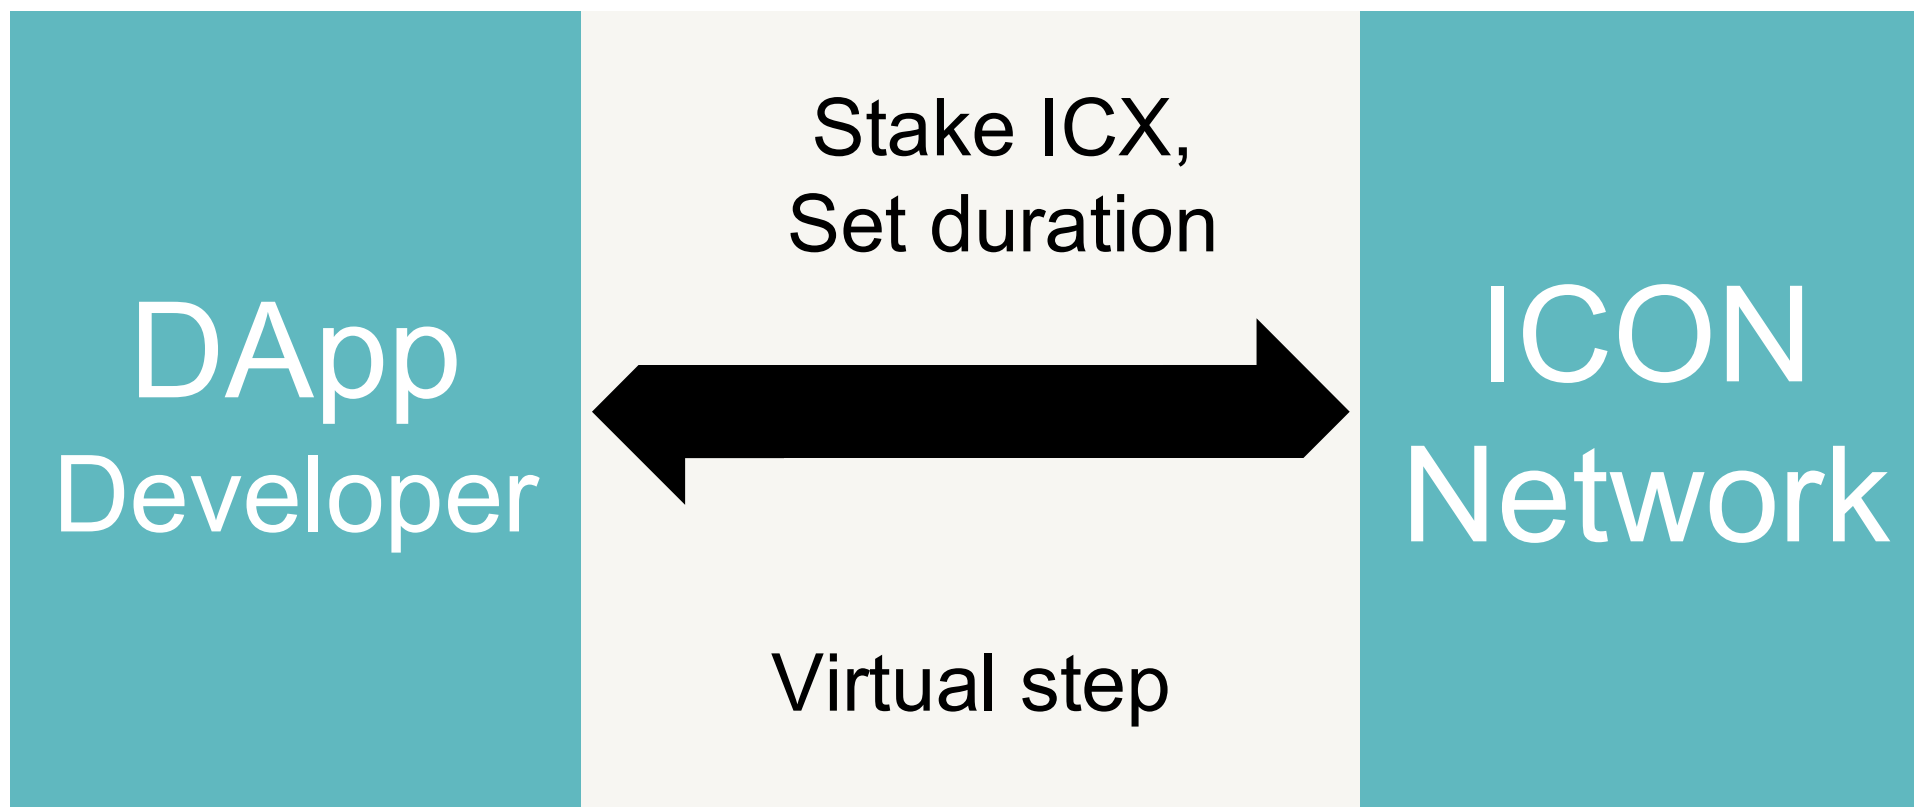 DApp
Developer
Stake ICX,
Set duration
Virtual step
ICON
Network